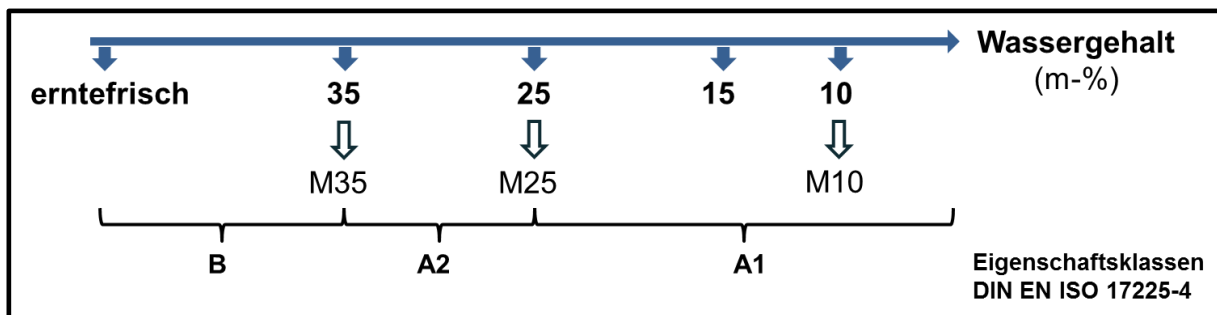 Wassergehalt
(m-%)
erntefrisch 35 25 15 10
M35 M25 M10
B A2 A1
Eigenschaftsklassen
DIN EN ISO 17225-4